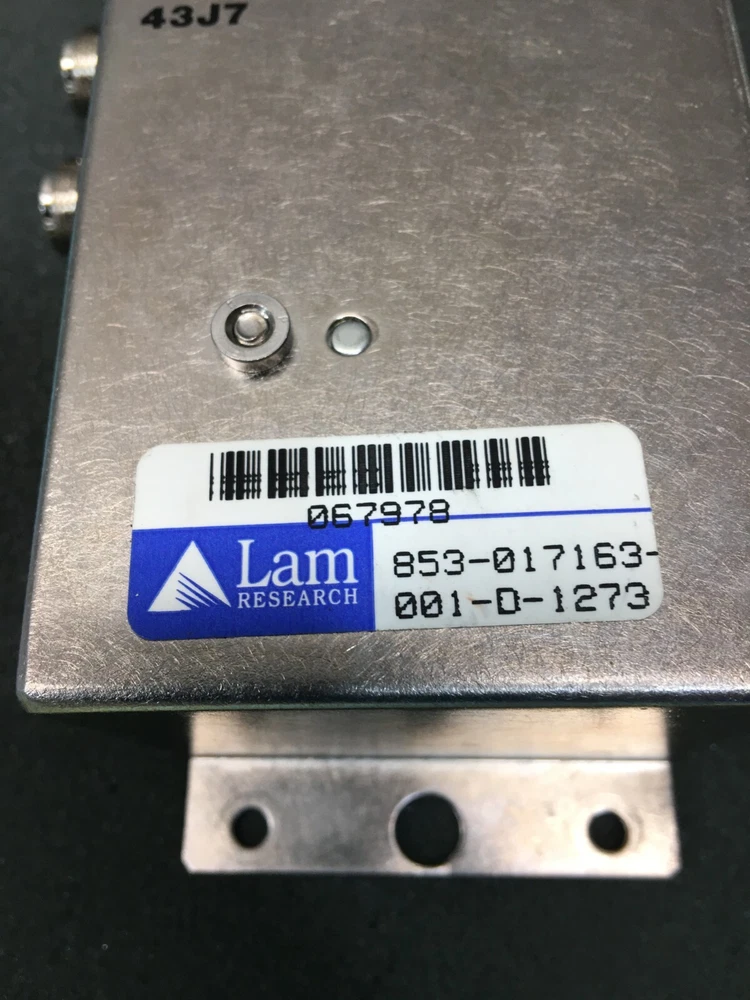 43J7
067978
Lam
RESEARCH
853-017163-
001-D-1273